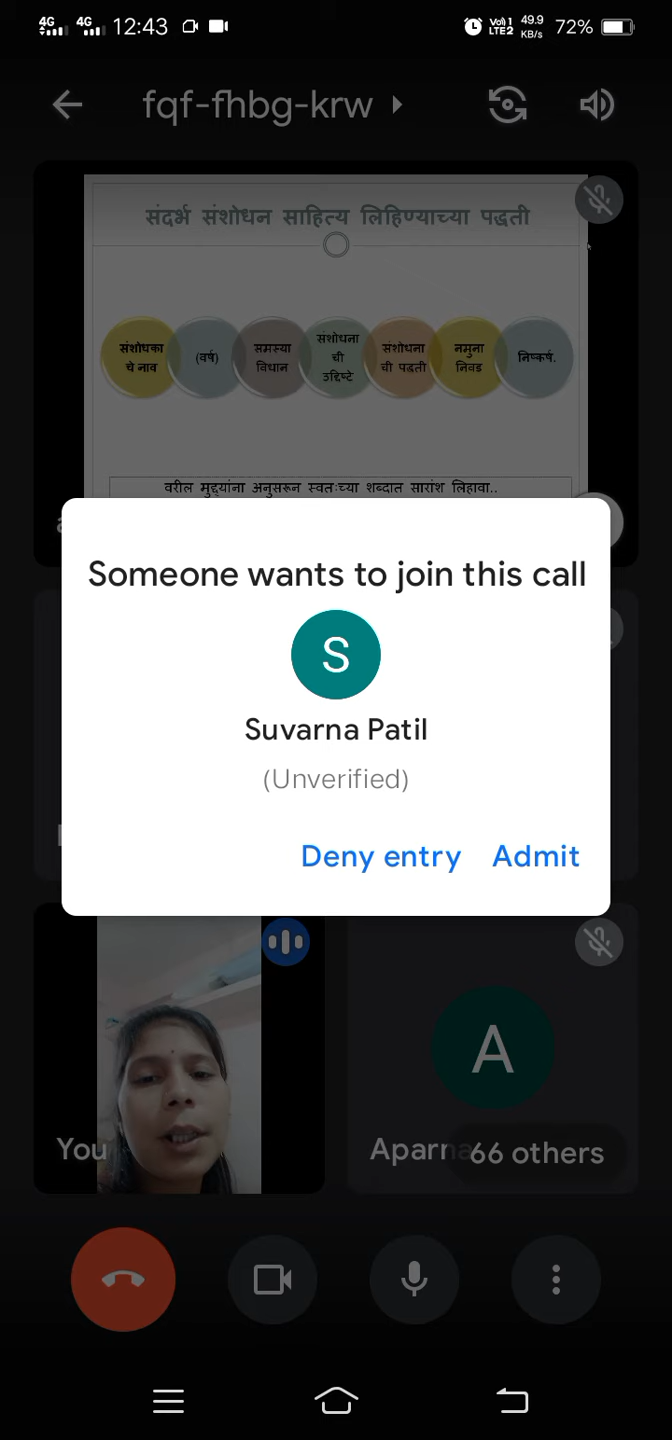 4G 4G 12:43 Vo)) 1 LTE2 49.9 KB/s 72%
fqf-fhbg-krw
संदर्भ संशोधन साहित्य लिहिण्याच्या पद्धती
संशोधका
चे नाव
(वर्ष)
समस्या
विधान
संशोधना
ची
उद्दिष्टे
संशोधना
ची पद्धती
नमुना
निवड
निष्कर्ष.
वरील मुद्द्यांना अनुसरून स्वतःच्या शब्दात सारांश लिहावा..
Someone wants to join this call
S
Suvarna Patil
(Unverified)
Deny entry Admit
A
You
Aparna 66 others